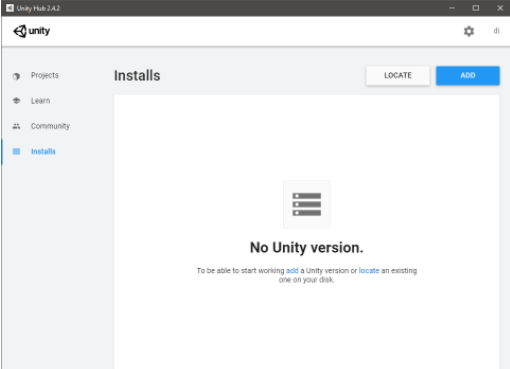 Unity Hub 2.4.2
unity
di
Projects
Learn
Community
Installs
Installs
LOCATE
ADD
No Unity version.
To be able to start working add a Unity version or locate an existing
one on your disk.